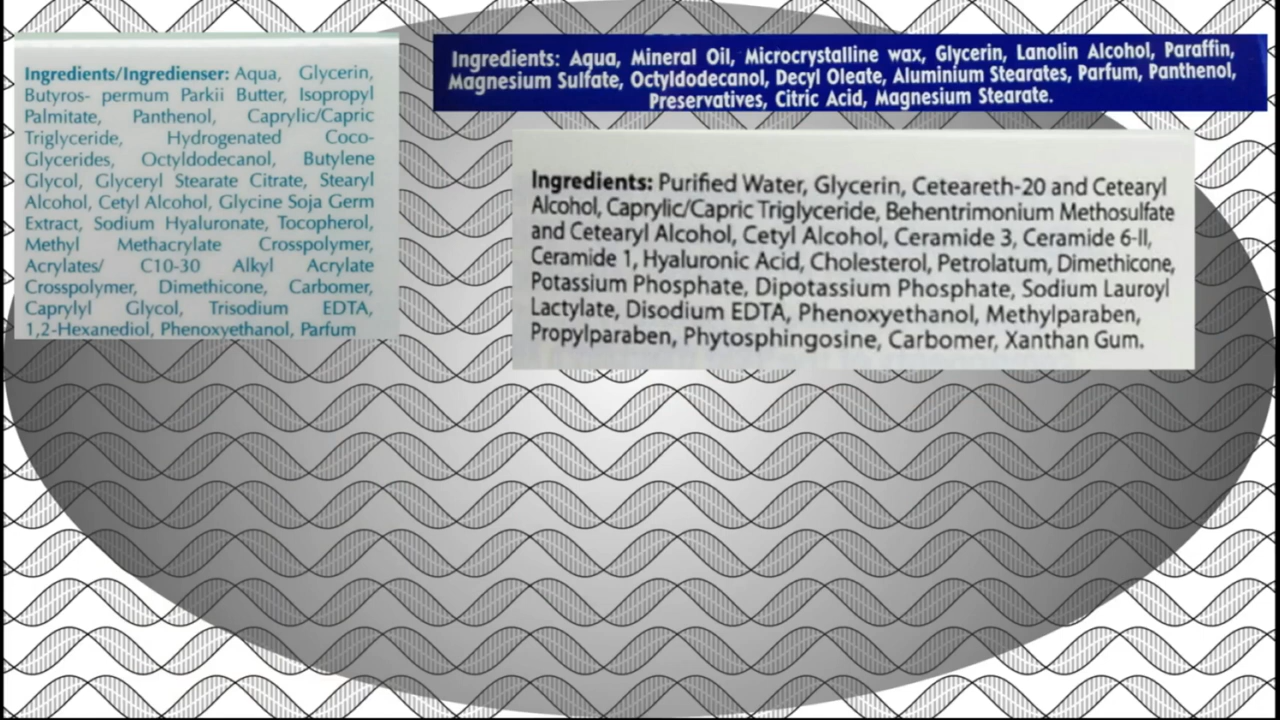 Ingredients/Ingredienser: Aqua, Glycerin,
Butyros- permum Parkii Butter, Isopropyl
Palmitate, Panthenol, Caprylic/Capric
Triglyceride, Hydrogenated Coco-
Glycerides, Octyldodecanol, Butylene
Glycol, Glyceryl Stearate Citrate, Stearyl
Alcohol, Cetyl Alcohol, Glycine Soja Germ
Extract, Sodium Hyaluronate, Tocopherol,
Methyl Methacrylate Crosspolymer,
Acrylates/ C10-30 Alkyl Acrylate
Crosspolymer, Dimethicone, Carbomer,
Caprylyl Glycol, Trisodium EDTA,
1,2-Hexanediol, Phenoxyethanol, Parfum
Ingredients: Aqua, Mineral Oil, Microcrystalline wax, Glycerin, Lanolin Alcohol, Paraffin,
Magnesium Sulfate, Octyldodecanol, Decyl Oleate, Aluminium Stearates, Parfum, Panthenol,
Preservatives, Citric Acid, Magnesium Stearate.
Ingredients: Purified Water, Glycerin, Ceteareth-20 and Cetearyl
Alcohol, Caprylic/Capric Triglyceride, Behentrimonium Methosulfate
and Cetearyl Alcohol, Cetyl Alcohol, Ceramide 3, Ceramide 6-II,
Ceramide 1, Hyaluronic Acid, Cholesterol, Petrolatum, Dimethicone,
Potassium Phosphate, Dipotassium Phosphate, Sodium Lauroyl
Lactylate, Disodium EDTA, Phenoxyethanol, Methylparaben,
Propylparaben, Phytosphingosine, Carbomer, Xanthan Gum.